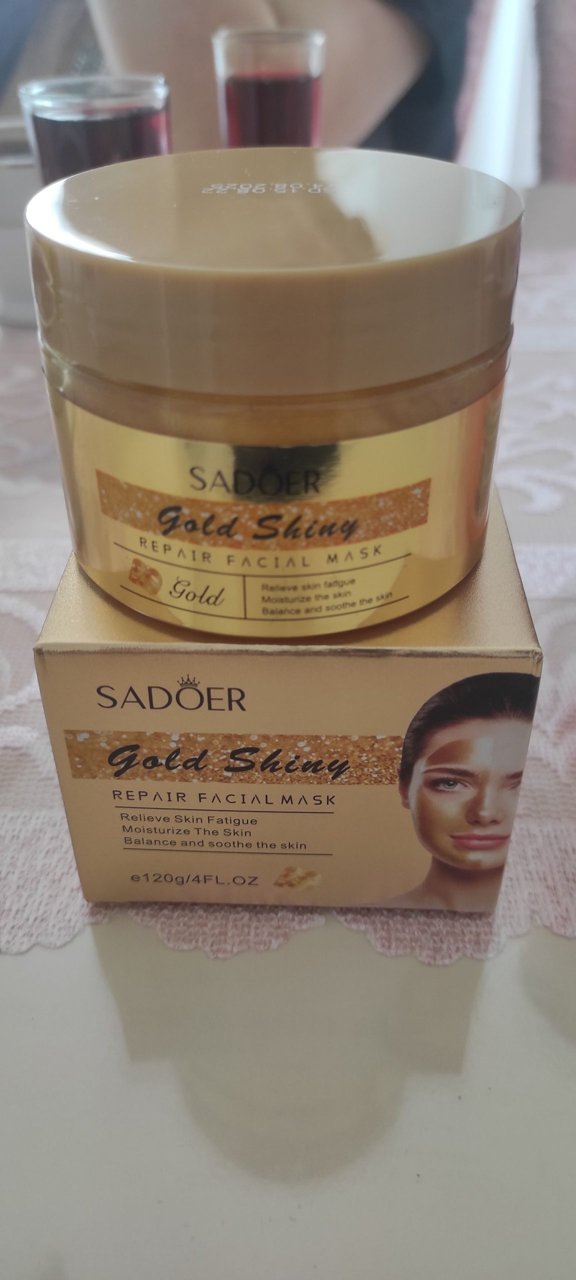 SADOER
Gold Shiny
REPAIR FACIAL MASK
Gold
Relieve skin fatigue
Moisturize the skin
Balance and soothe the skin
SADOER
Gold Shiny
REPAIR FACIAL MASK
Relieve Skin Fatigue
Moisturize The Skin
Balance and soothe the skin
e120g/4FL.OZ